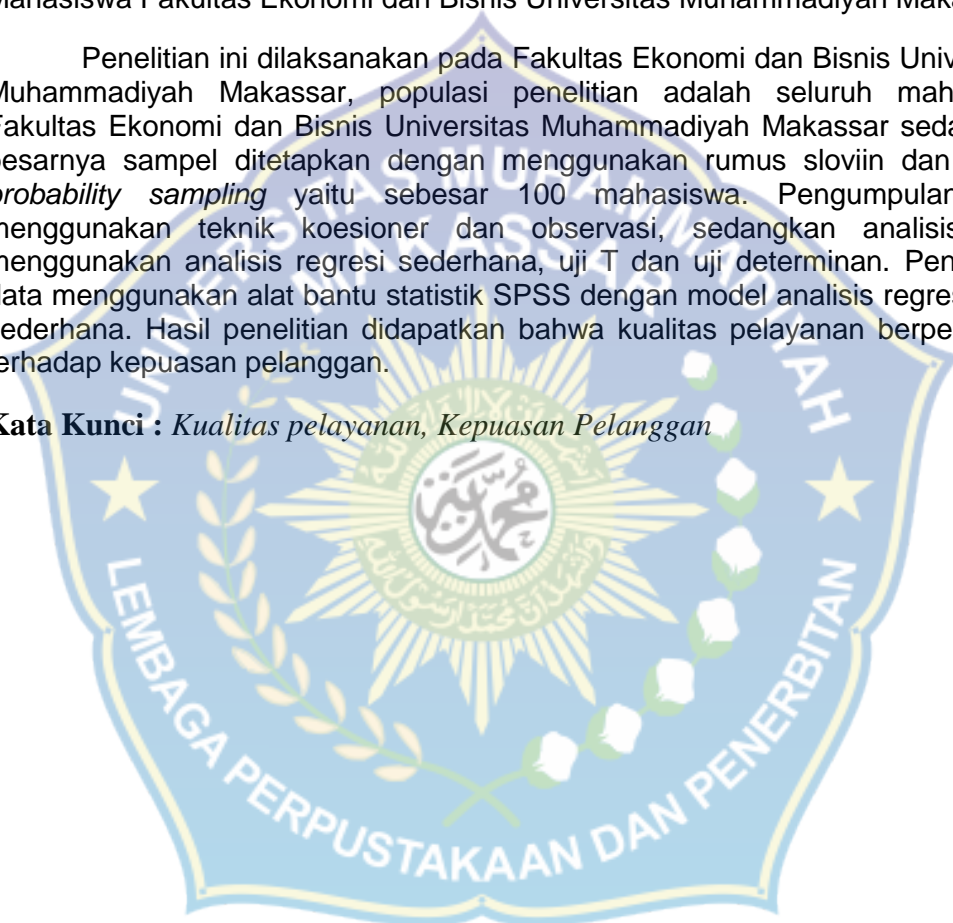 Mahasiswa Fakultas Ekonomi dan Bisnis Universitas Muhammadiyah Maka
Penelitian ini dilaksanakan pada Fakultas Ekonomi dan Bisnis Univ
Muhammadiyah Makassar, populasi penelitian adalah seluruh mah
Fakultas Ekonomi dan Bisnis Universitas Muhammadiyah Makassar seda
besarnya sampel ditetapkan dengan menggunakan rumus sloviin dan
probability sampling yaitu sebesar 100 mahasiswa. Pengumpulan
menggunakan teknik koesioner dan observasi, sedangkan analisis
menggunakan analisis regresi sederhana, uji T dan uji determinan. Pen
data menggunakan alat bantu statistik SPSS dengan model analisis regres
sederhana. Hasil penelitian didapatkan bahwa kualitas pelayanan berpe
terhadap kepuasan pelanggan.
Kata Kunci : Kualitas pelayanan, Kepuasan Pelanggan
UNIVERSITAS MUHAMMADIYAH
MAKASSAR
LEMBAGA PERPUSTAKAAN DAN PENERBITAN